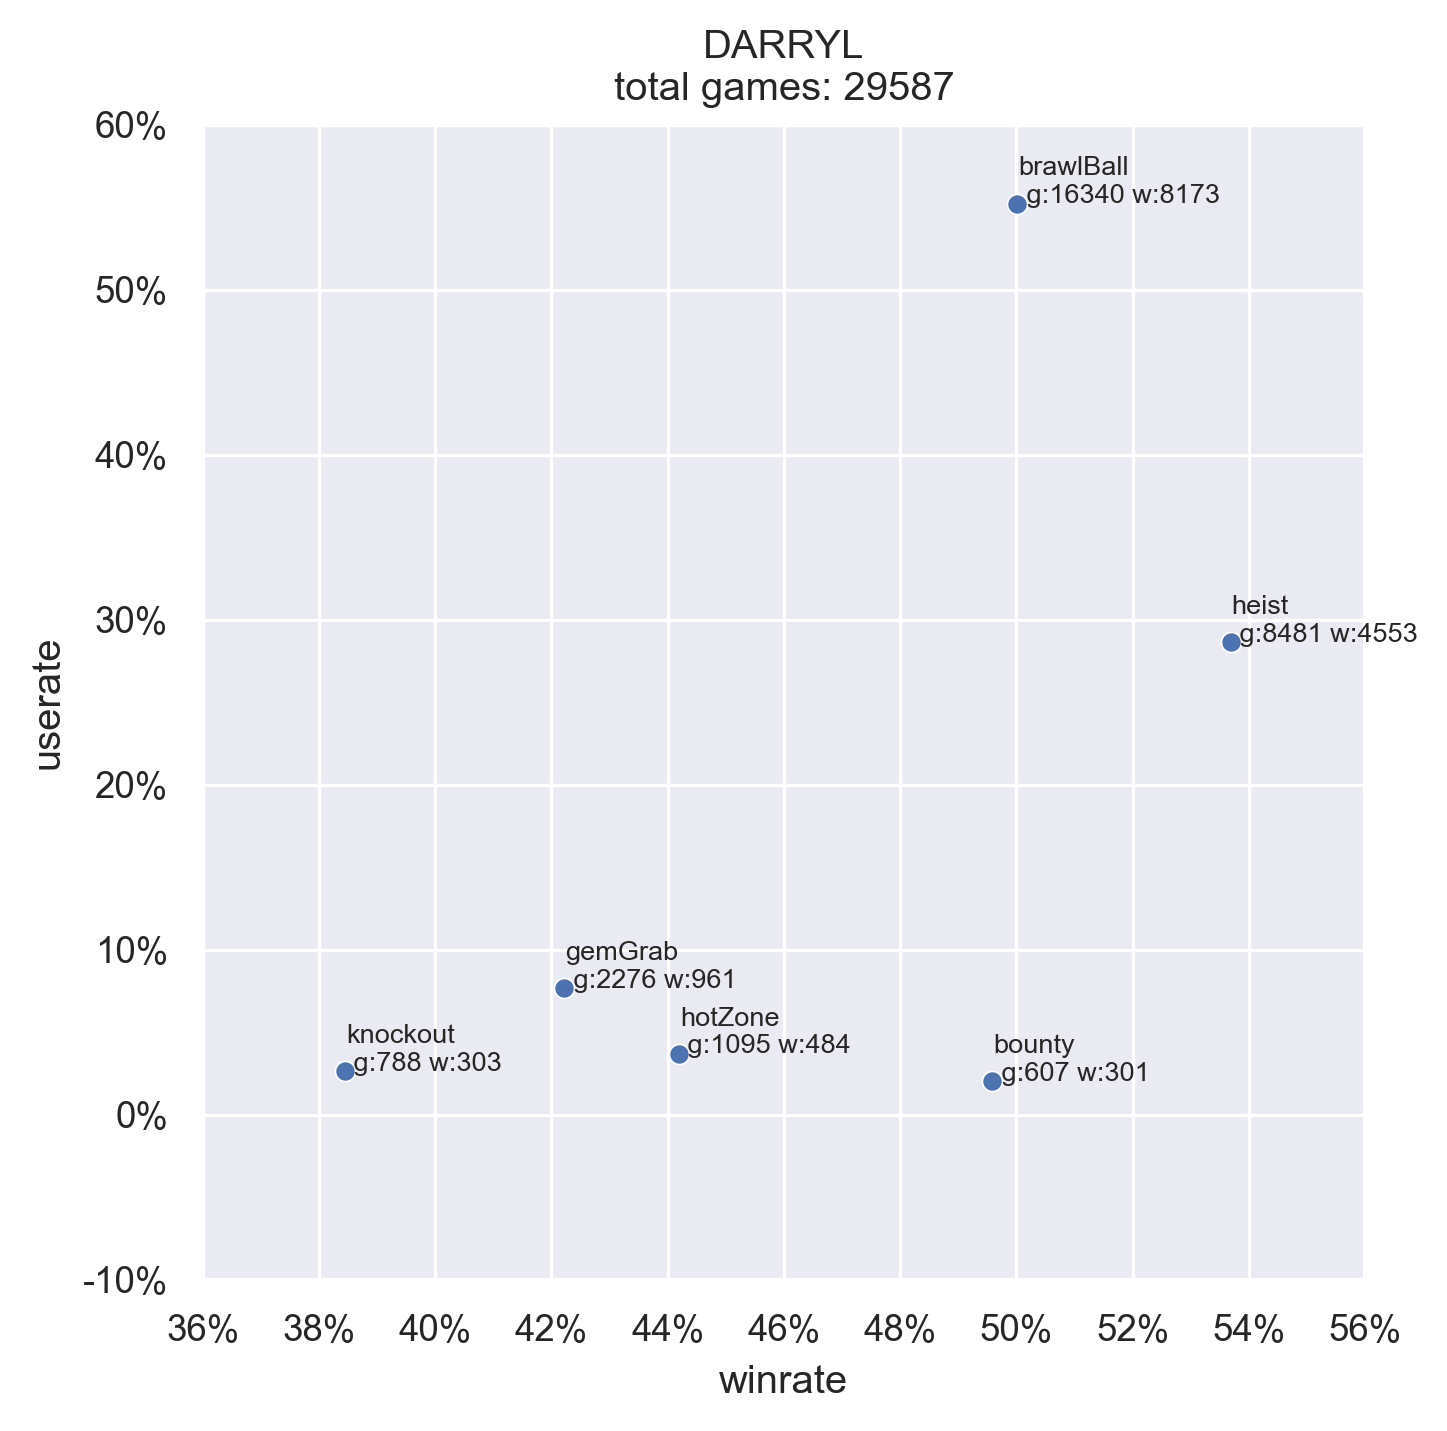 DARRYL
total games: 29587
60%
50%
40%
30%
20%
10%
0%
-10%
userate
brawlBall
g:16340 w:8173
heist
g:8481 w:4553
gemGrab
g:2276 w:961
hotZone
g:1095 w:484
knockout
g:788 w:303
bounty
g:607 w:301
36% 38% 40% 42% 44% 46% 48% 50% 52% 54% 56%
winrate